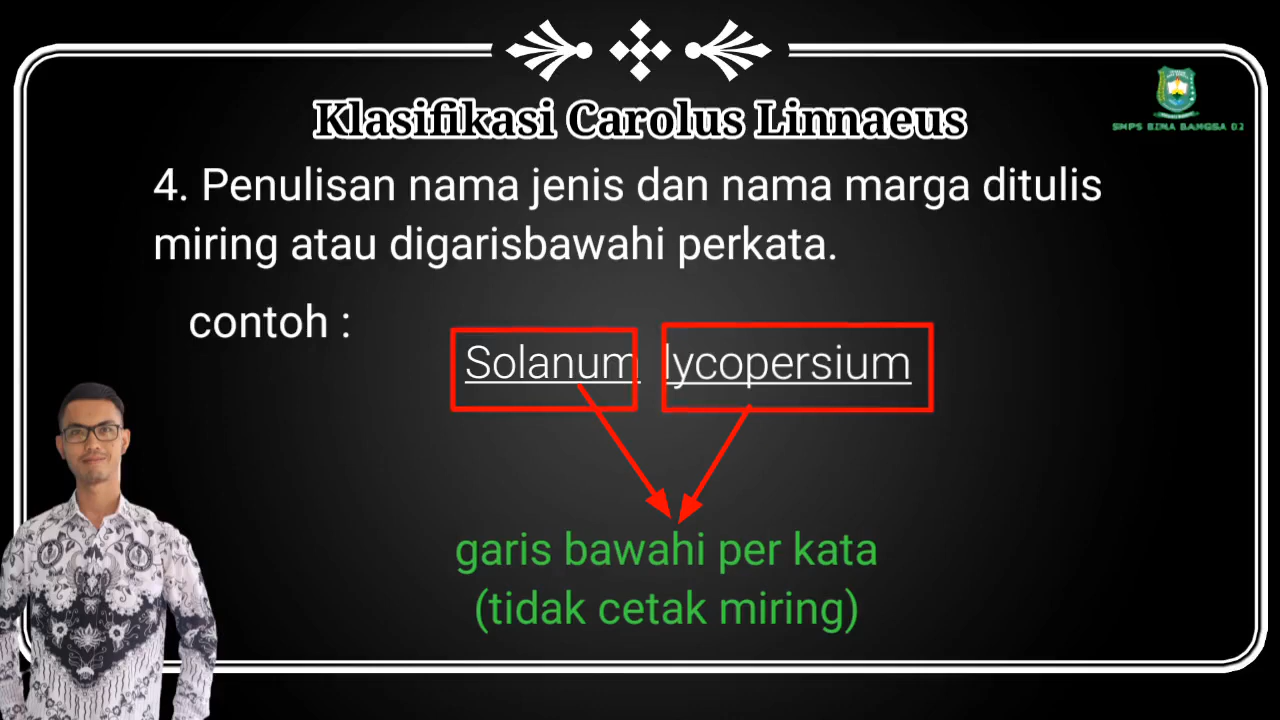 Klasifikasi Carolus Linnaeus
SMPS BINA BANGSA 02
4. Penulisan nama jenis dan nama marga ditulis
miring atau digarisbawahi perkata.
contoh :
Solanum lycopersium
garis bawahi per kata
(tidak cetak miring)